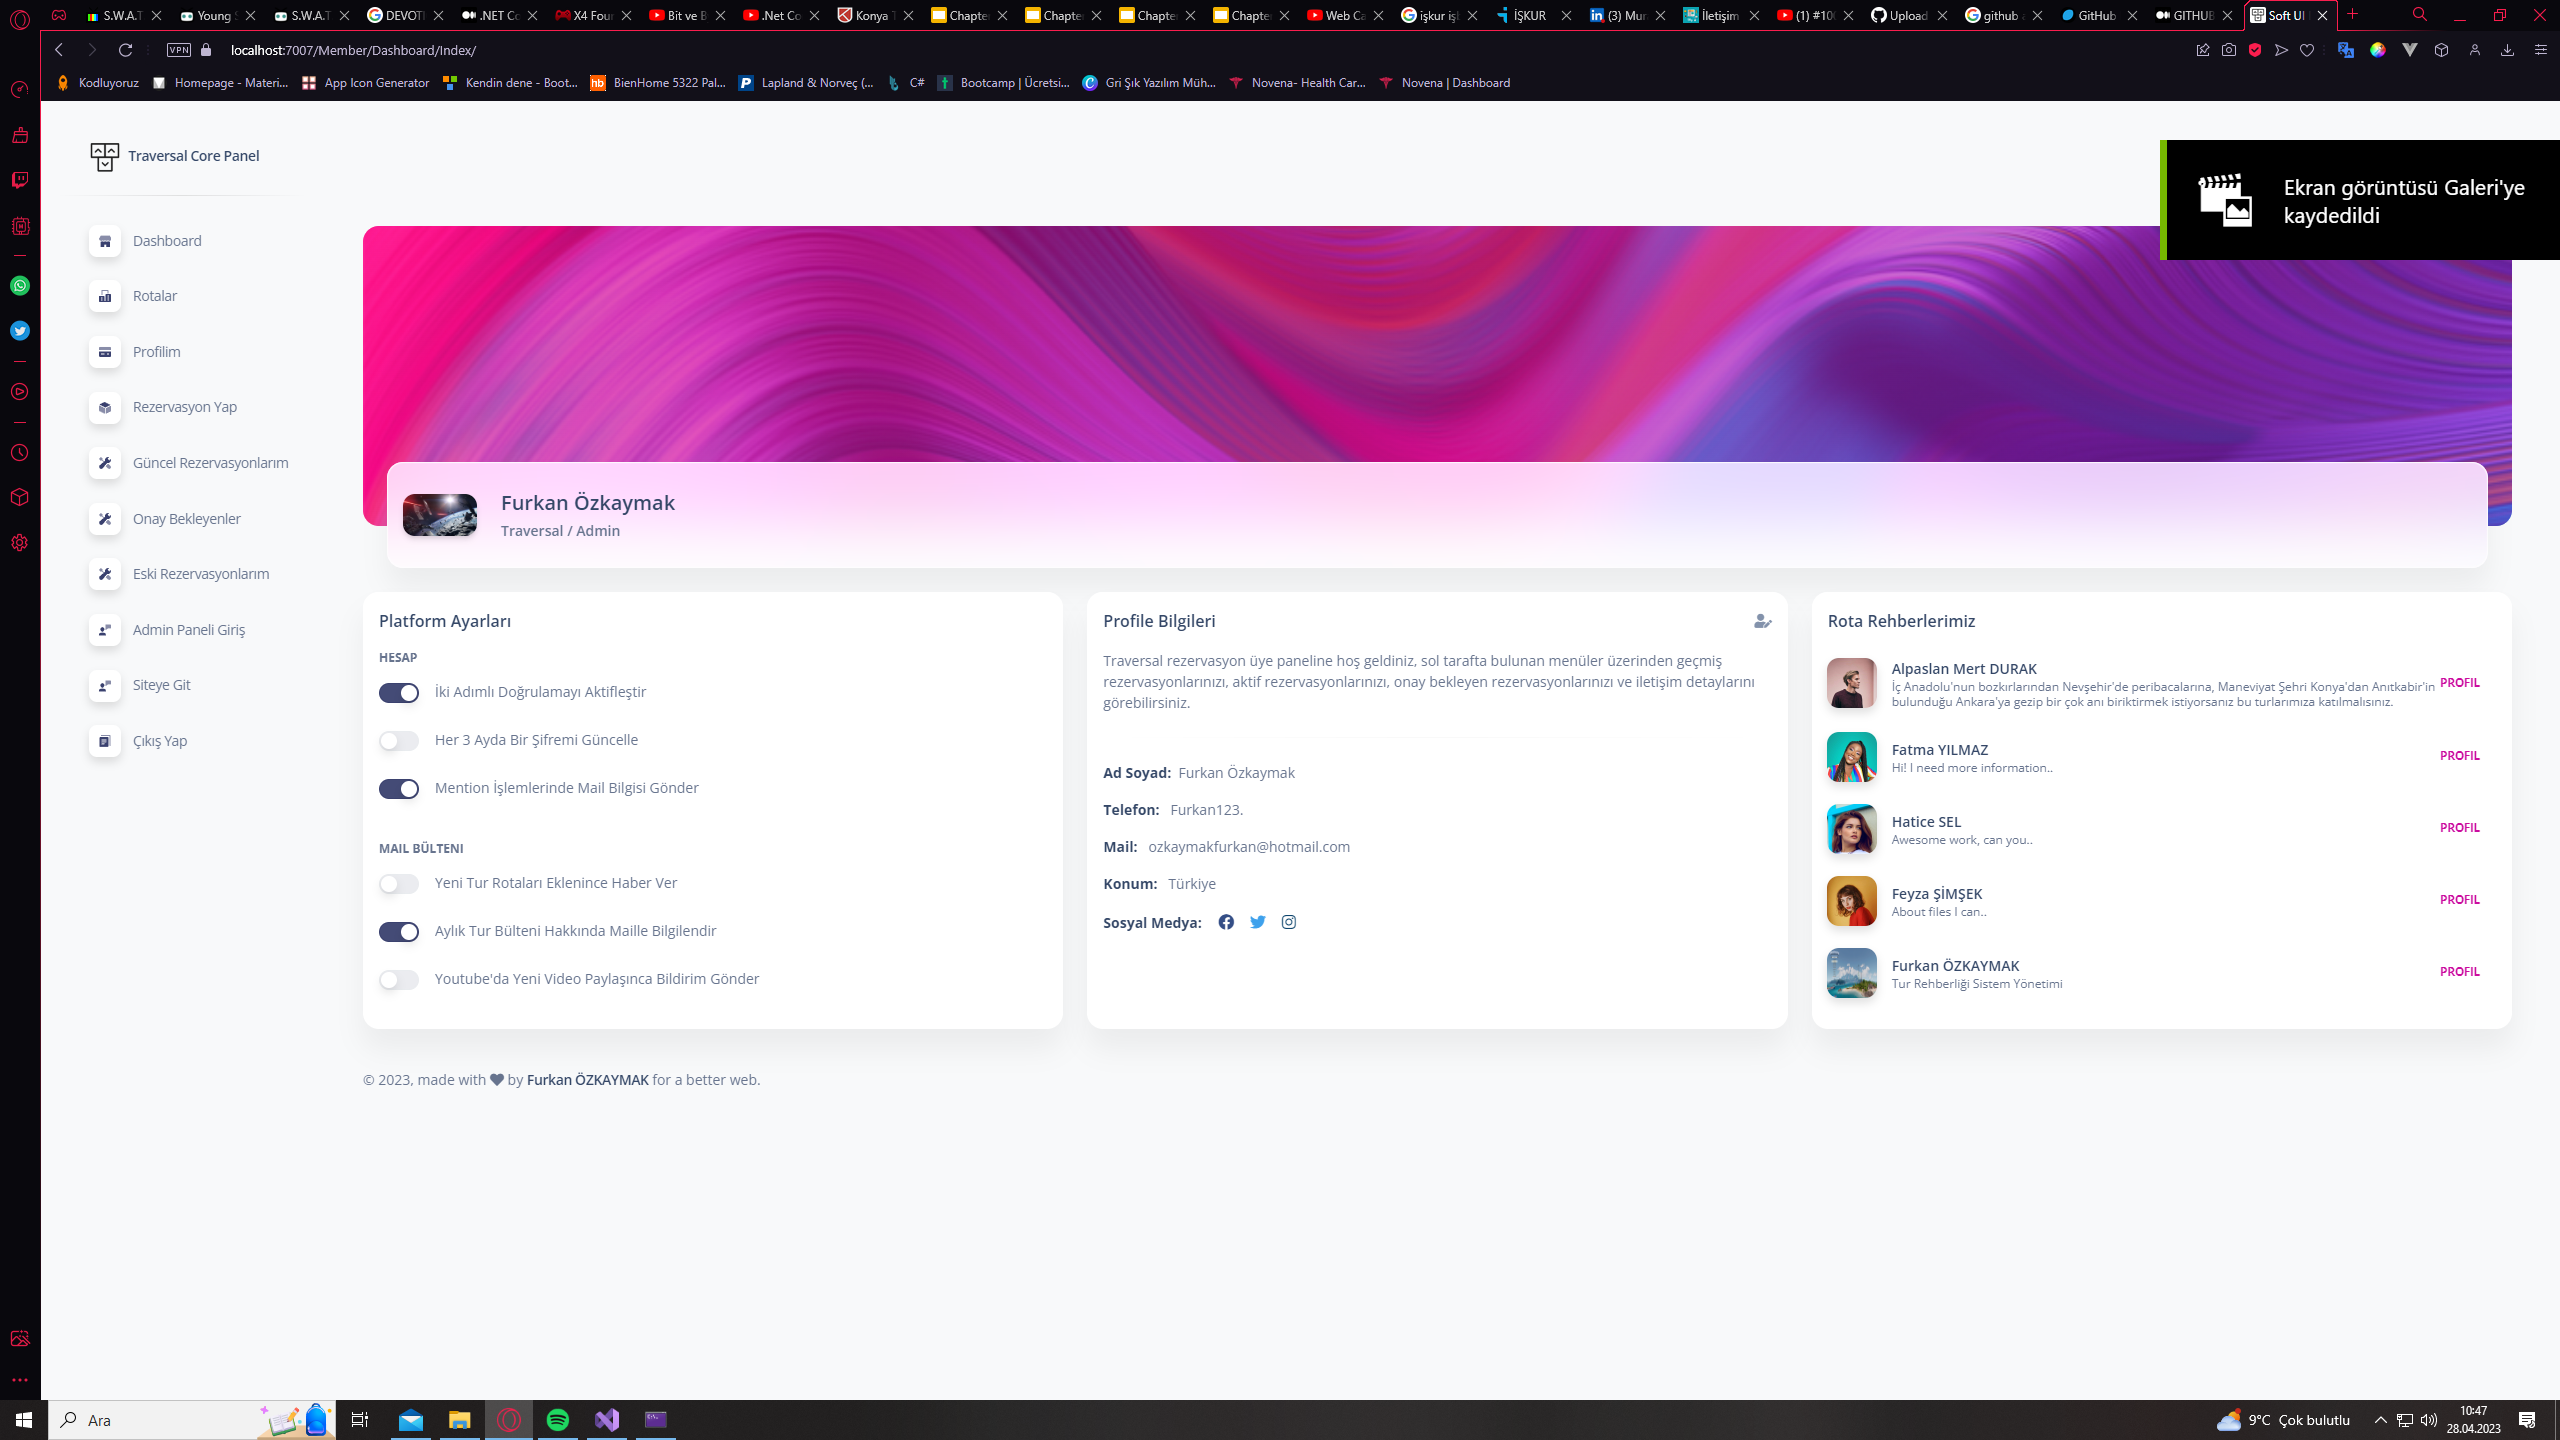 S.W.A.T
Young S
S.W.A.T
DEVOTI
.NET Co
X4 Four
Bit ve B
.Net Co
Konya T
Chapte
Chapte
Chapte
Chapte
Web Ca
işkur işl
İŞKUR
(3) Mur
İletişim
(1) #10
Upload
github a
GitHub
GITHUB
Soft UI
VPN
localhost:7007/Member/Dashboard/Index/
Kodluyoruz
Homepage - Materi...
App Icon Generator
Kendin dene - Boot...
BienHome 5322 Pal...
Lapland & Norveç (...
C#
Bootcamp | Ücretsi...
Gri Şık Yazılım Müh...
Novena- Health Car...
Novena | Dashboard
Traversal Core Panel
Ekran görüntüsü Galeri'ye
kaydedildi
Dashboard
Rotalar
Profilim
Rezervasyon Yap
Güncel Rezervasyonlarım
Onay Bekleyenler
Eski Rezervasyonlarım
Admin Paneli Giriş
Siteye Git
Çıkış Yap
Furkan Özkaymak
Traversal / Admin
Platform Ayarları
HESAP
İki Adımlı Doğrulamayı Aktifleştir
Her 3 Ayda Bir Şifremi Güncelle
Mention İşlemlerinde Mail Bilgisi Gönder
MAIL BÜLTENI
Yeni Tur Rotaları Eklenince Haber Ver
Aylık Tur Bülteni Hakkında Maille Bilgilendir
Youtube'da Yeni Video Paylaşınca Bildirim Gönder
Profile Bilgileri
Traversal rezervasyon üye paneline hoş geldiniz, sol tarafta bulunan menüler üzerinden geçmiş
rezervasyonlarınızı, aktif rezervasyonlarınızı, onay bekleyen rezervasyonlarınızı ve iletişim detaylarını
görebilirsiniz.
Ad Soyad: Furkan Özkaymak
Telefon: Furkan123.
Mail: ozkaymakfurkan@hotmail.com
Konum: Türkiye
Sosyal Medya:
Rota Rehberlerimiz
Alpaslan Mert DURAK
İç Anadolu'nun bozkırlarından Nevşehir'de peribacalarına, Maneviyat Şehri Konya'dan Anıtkabir'in
bulunduğu Ankara'ya gezip bir çok anı biriktirmek istiyorsanız bu turlarımıza katılmalısınız.
PROFIL
Fatma YILMAZ
Hi! I need more information..
PROFIL
Hatice SEL
Awesome work, can you..
PROFIL
Feyza ŞİMŞEK
About files I can..
PROFIL
Furkan ÖZKAYMAK
Tur Rehberliği Sistem Yönetimi
PROFIL
© 2023, made with by Furkan ÖZKAYMAK for a better web.
Ara
9°C Çok bulutlu
10:47
28.04.2023